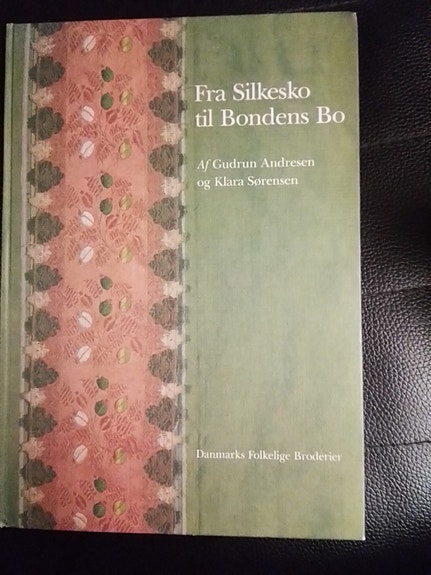 Fra Silkesko
til Bondens Bo
Af Gudrun Andresen
og Klara Sørensen
Danmarks Folkelige Broderier